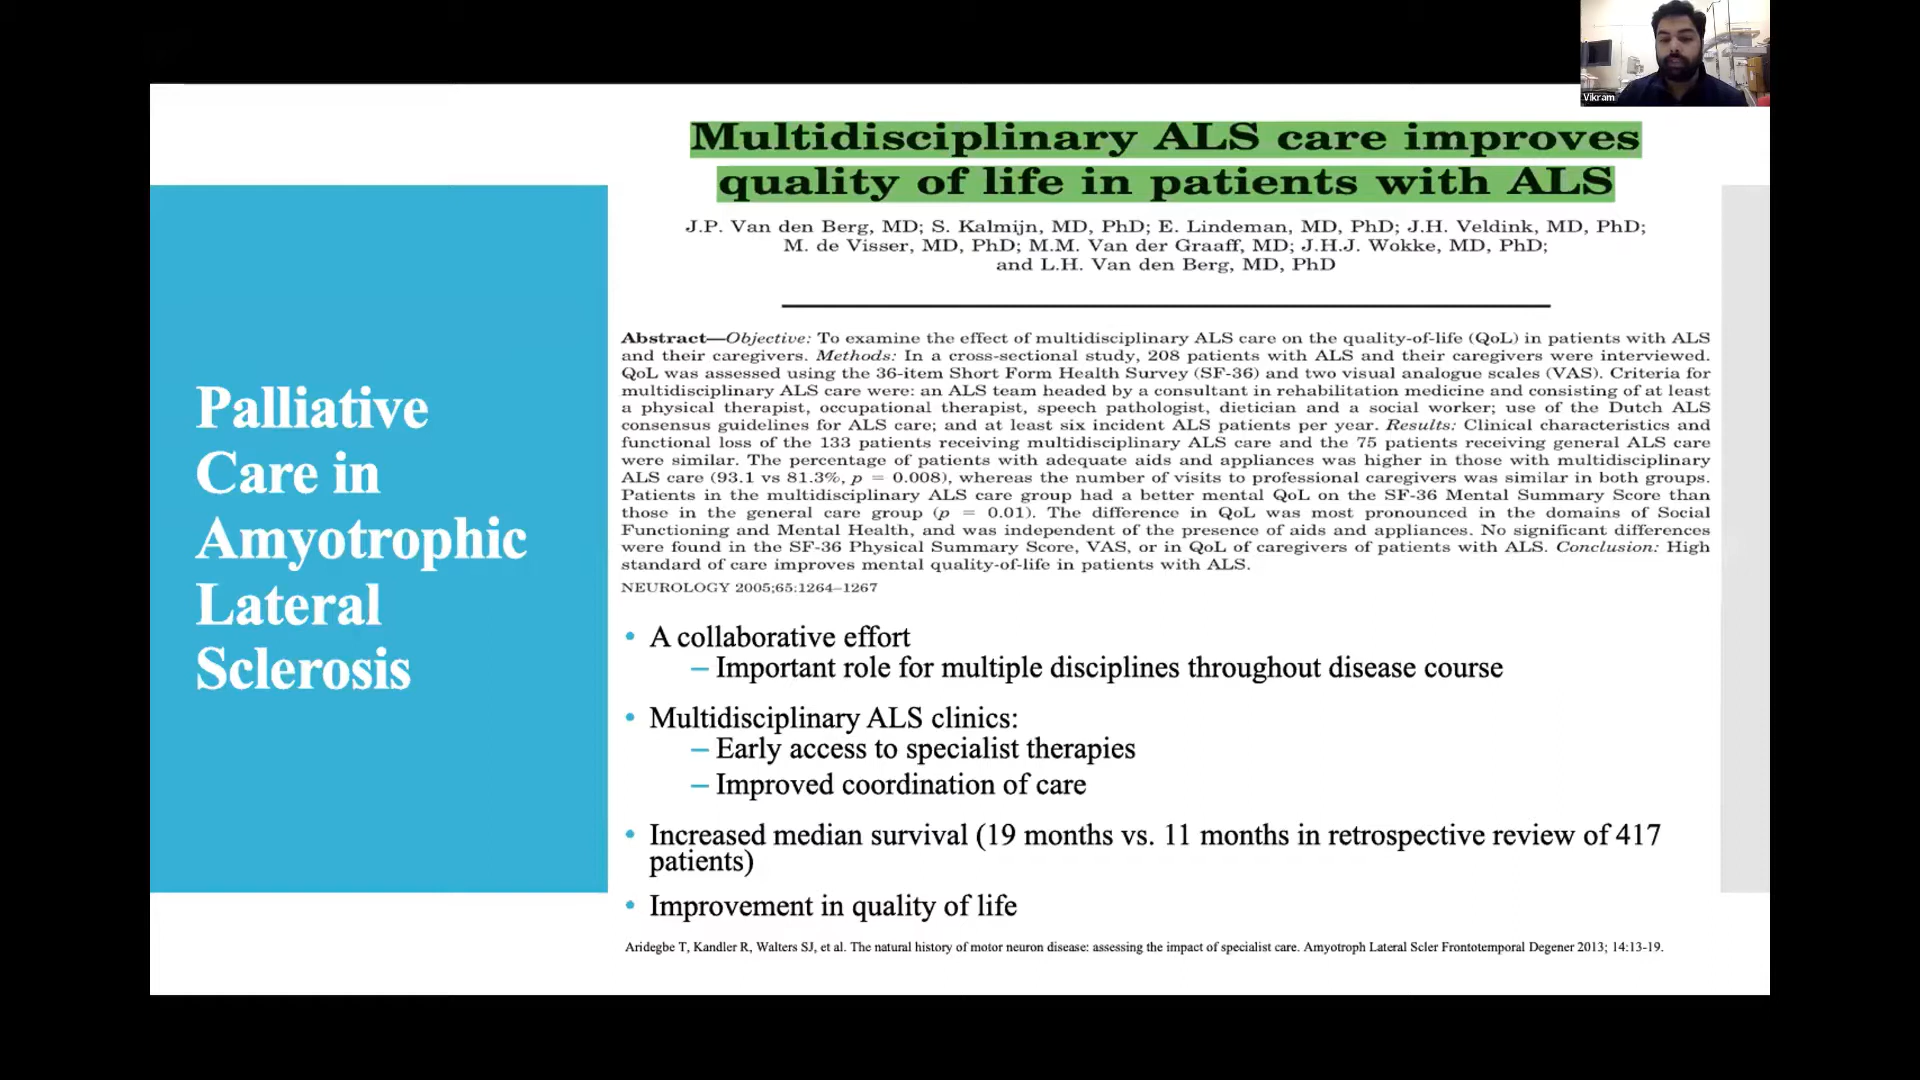 Vikram
Palliative
Care in
Amyotrophic
Lateral
Sclerosis
Multidisciplinary ALS care improves
quality of life in patients with ALS
J.P. Van den Berg, MD; S. Kalmijn, MD, PhD; E. Lindeman, MD, PhD; J.H. Veldink, MD, PhD;
M. de Visser, MD, PhD; M.M. Van der Graaff, MD; J.H.J. Wokke, MD, PhD;
and L.H. Van den Berg, MD, PhD
Abstract—Objective: To examine the effect of multidisciplinary ALS care on the quality-of-life (QoL) in patients with ALS
and their caregivers. Methods: In a cross-sectional study, 208 patients with ALS and their caregivers were interviewed.
QoL was assessed using the 36-item Short Form Health Survey (SF-36) and two visual analogue scales (VAS). Criteria for
multidisciplinary ALS care were: an ALS team headed by a consultant in rehabilitation medicine and consisting of at least
a physical therapist, occupational therapist, speech pathologist, dietician and a social worker; use of the Dutch ALS
consensus guidelines for ALS care; and at least six incident ALS patients per year. Results: Clinical characteristics and
functional loss of the 133 patients receiving multidisciplinary ALS care and the 75 patients receiving general ALS care
were similar. The percentage of patients with adequate aids and appliances was higher in those with multidisciplinary
ALS care (93.1 vs 81.3%, p = 0.008), whereas the number of visits to professional caregivers was similar in both groups.
Patients in the multidisciplinary ALS care group had a better mental QoL on the SF-36 Mental Summary Score than
those in the general care group (p = 0.01). The difference in QoL was most pronounced in the domains of Social
Functioning and Mental Health, and was independent of the presence of aids and appliances. No significant differences
were found in the SF-36 Physical Summary Score, VAS, or in QoL of caregivers of patients with ALS. Conclusion: High
standard of care improves mental quality-of-life in patients with ALS.
NEUROLOGY 2005;65:1264–1267
• A collaborative effort
– Important role for multiple disciplines throughout disease course
• Multidisciplinary ALS clinics:
– Early access to specialist therapies
– Improved coordination of care
• Increased median survival (19 months vs. 11 months in retrospective review of 417
patients)
• Improvement in quality of life
Aridegbe T, Kandler R, Walters SJ, et al. The natural history of motor neuron disease: assessing the impact of specialist care. Amyotroph Lateral Scler Frontotemporal Degener 2013; 14:13-19.